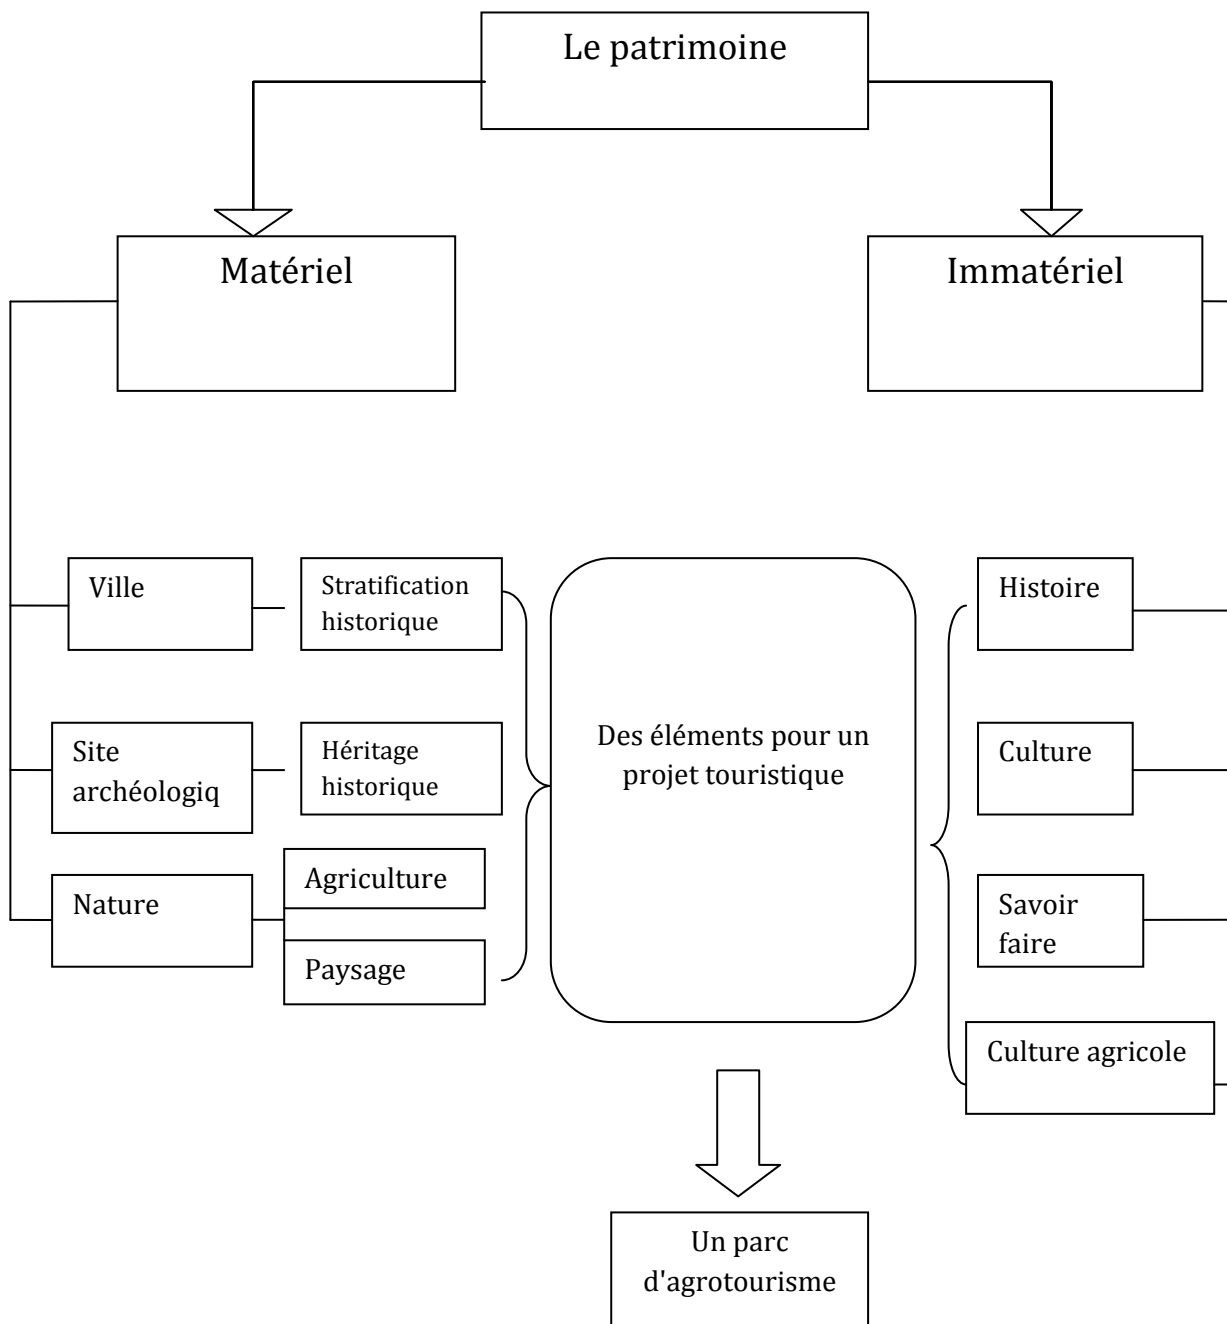 Le patrimoine
Matériel
Immatériel
Ville
Stratification
historique
Histoire
Site
archéologiq
Héritage
historique
Des éléments pour un
projet touristique
Culture
Nature
Agriculture
Paysage
Savoir
faire
Culture agricole
Un parc
d'agrotourisme